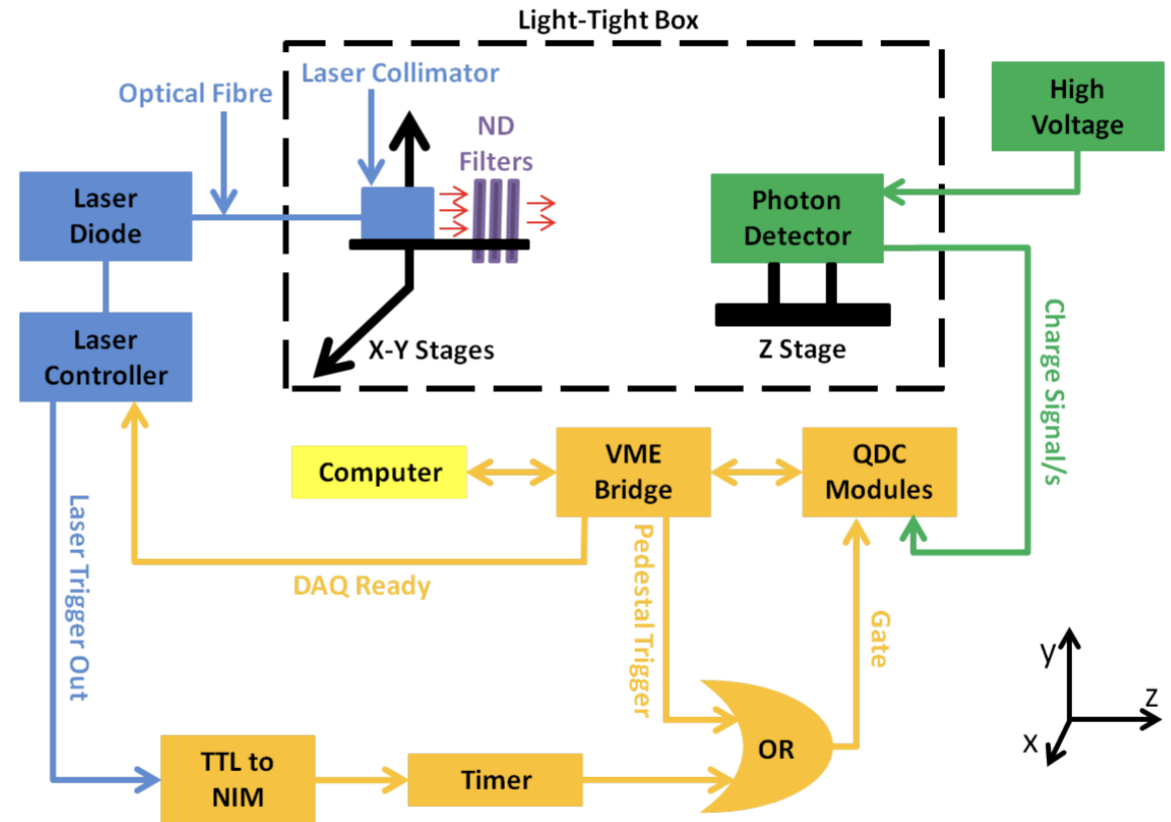 Light-Tight Box
Laser Collimator
Optical Fibre
ND
Filters
High
Voltage
Laser
Diode
Photon
Detector
Laser
Controller
X-Y Stages
Z Stage
Charge Signal/s
Computer
VME
Bridge
QDC
Modules
Laser Trigger Out
DAQ Ready
Pedestal Trigger
Gate
TTL to
NIM
Timer
OR
y
z
x